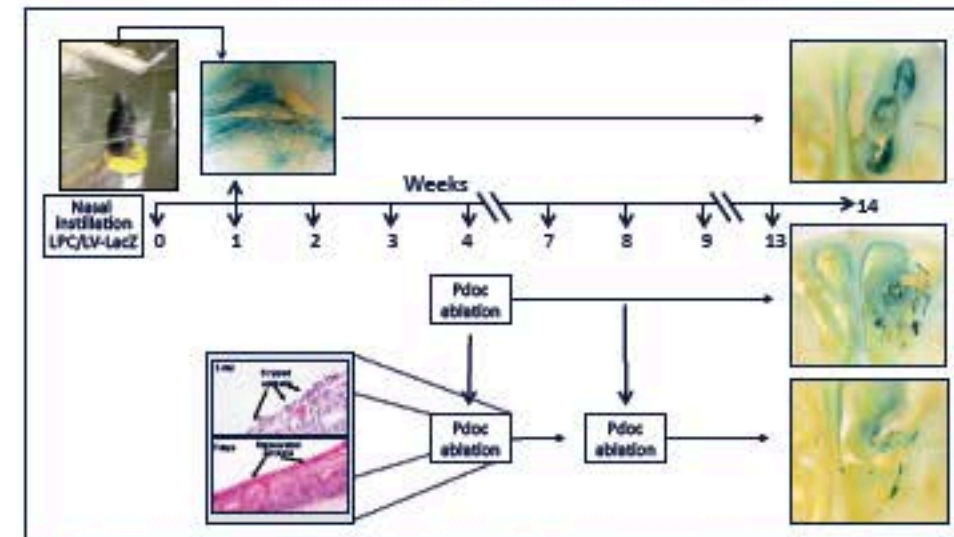 Weeks
Nasal
instillation
LPC/LV-LacZ
0 1 2 3 4 7 8 9 13 14
Pdoc
ablation
Pdoc
ablation
Pdoc
ablation